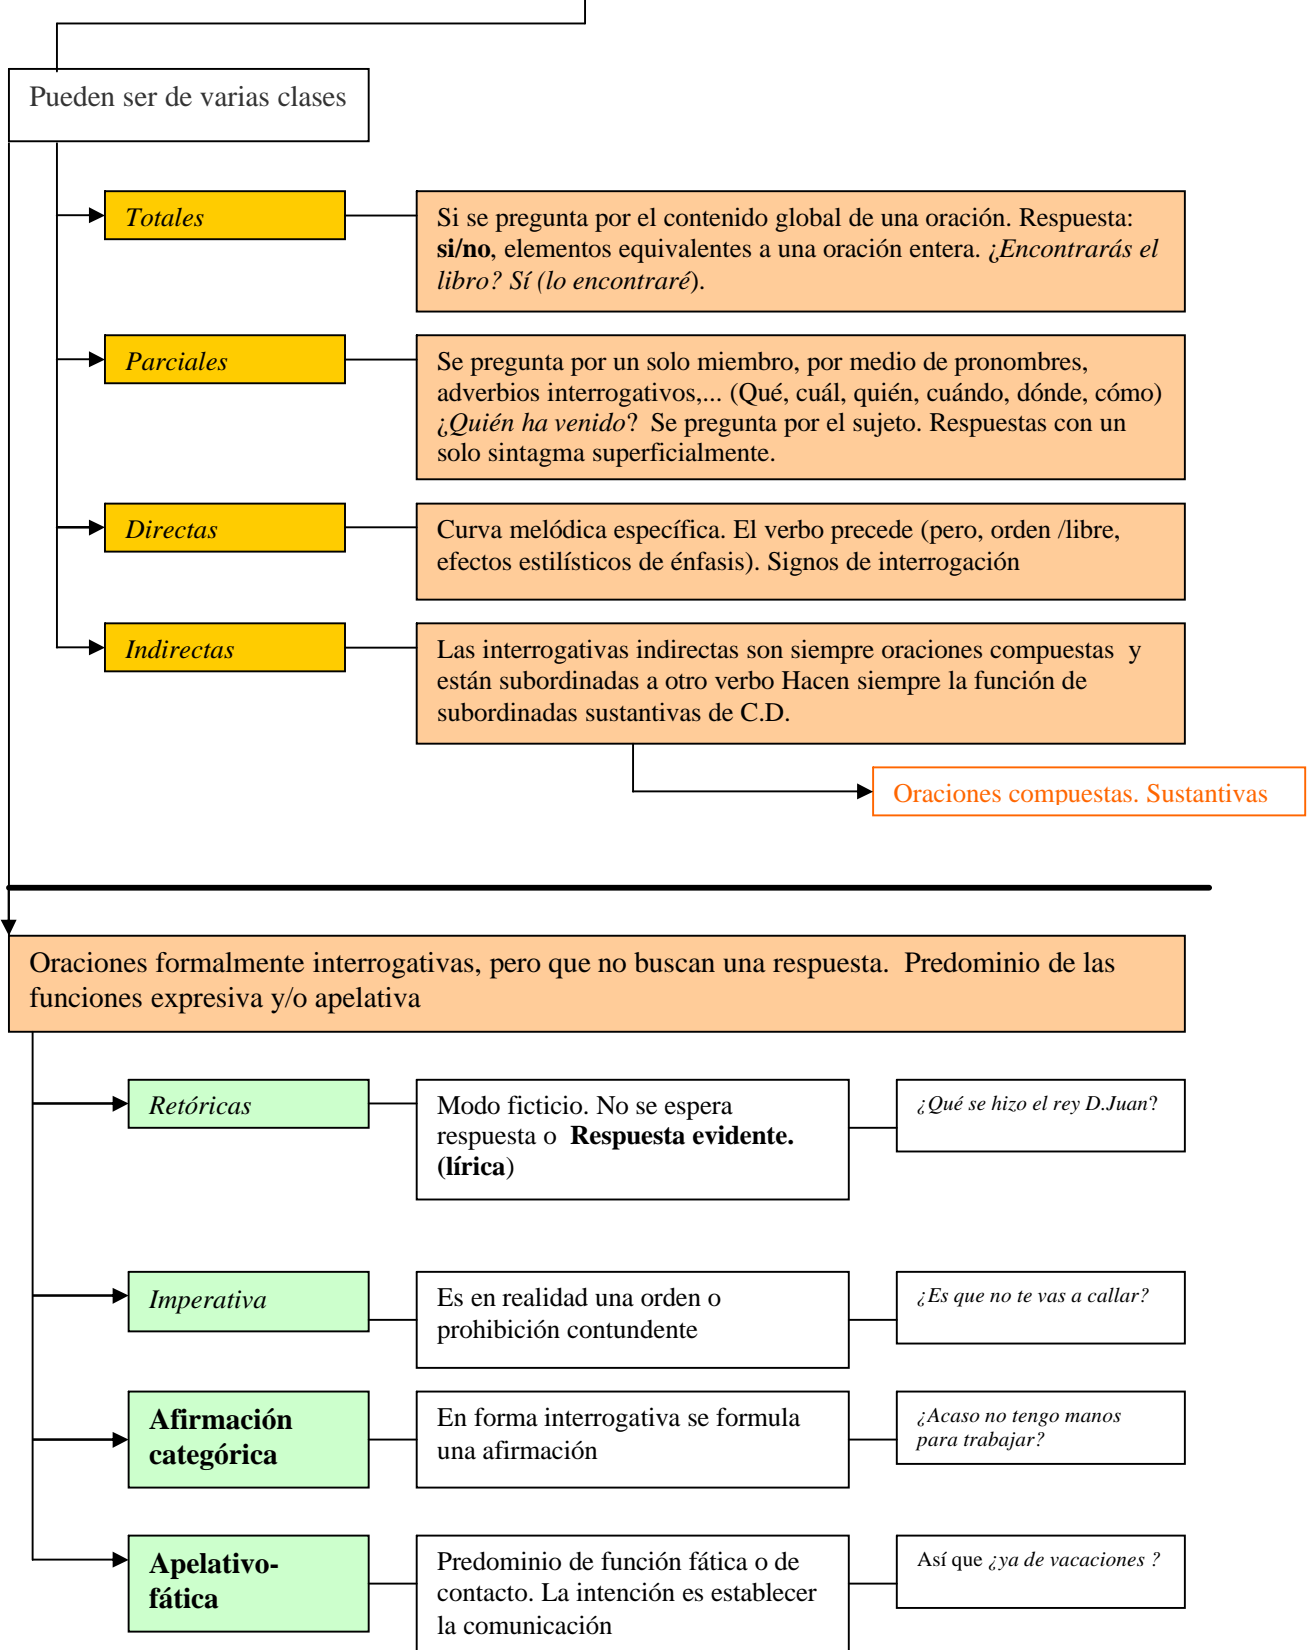 Pueden ser de varias clases
Totales
Si se pregunta por el contenido global de una oración. Respuesta:
si/no, elementos equivalentes a una oración entera. ¿Encontrarás el
libro? Sí (lo encontraré).
Parciales
Se pregunta por un solo miembro, por medio de pronombres,
adverbios interrogativos,... (Qué, cuál, quién, cuándo, dónde, cómo)
¿Quién ha venido?  Se pregunta por el sujeto. Respuestas con un
solo sintagma superficialmente.
Directas
Curva melódica específica. El verbo precede (pero, orden /libre,
efectos estilísticos de énfasis). Signos de interrogación
Indirectas
Las interrogativas indirectas son siempre oraciones compuestas  y
están subordinadas a otro verbo Hacen siempre la función de
subordinadas sustantivas de C.D.
Oraciones compuestas. Sustantivas
Oraciones formalmente interrogativas, pero que no buscan una respuesta.  Predominio de las
funciones expresiva y/o apelativa
Retóricas
Modo ficticio. No se espera
respuesta o  Respuesta evidente.
(lírica)
¿Qué se hizo el rey D.Juan?
Imperativa
Es en realidad una orden o
prohibición contundente
¿Es que no te vas a callar?
Afirmación
categórica
En forma interrogativa se formula
una afirmación
¿Acaso no tengo manos
para trabajar?
Apelativo-
fática
Predominio de función fática o de
contacto. La intención es establecer
la comunicación
Así que ¿ya de vacaciones ?